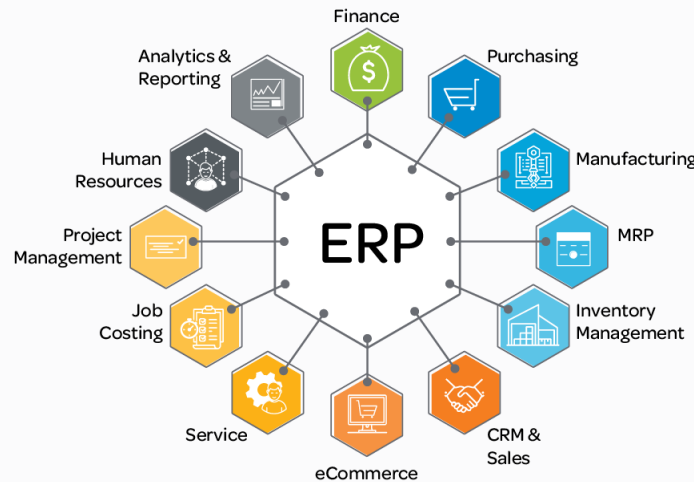 Finance
Analytics &
Reporting
Purchasing
Human
Resources
Manufacturing
Project
Management
ERP
MRP
Job
Costing
Inventory
Management
Service
CRM &
Sales
eCommerce
$